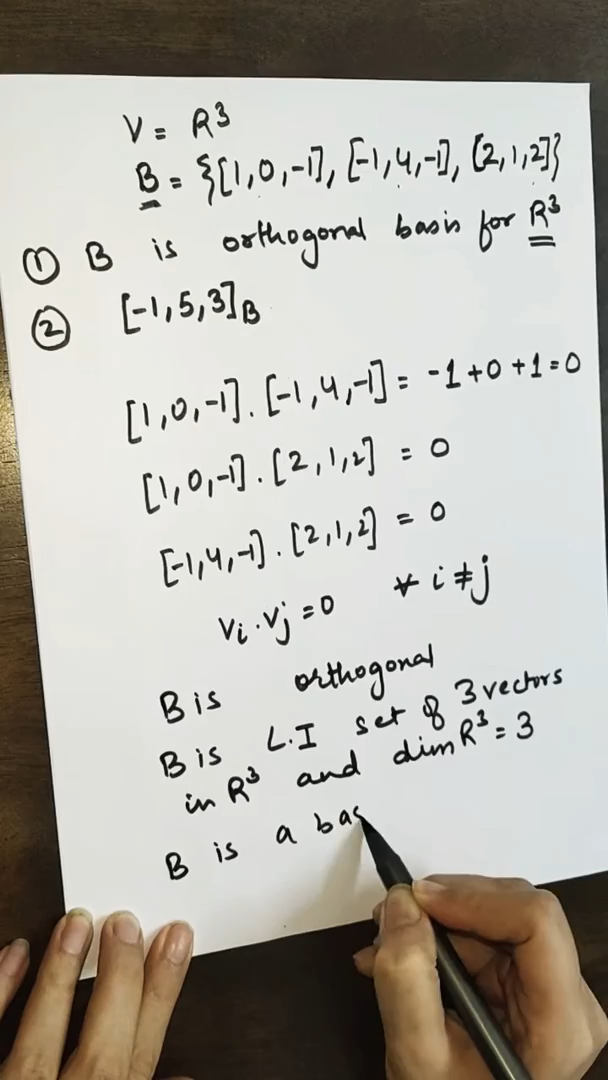 V = R³
B = {[1,0,-1], [-1,4,-1], [2,1,2]}
① B is orthogonal basis for R³
② [-1,5,3]B
[1,0,-1] . [-1,4,-1] = -1+0+1=0
[1,0,-1] . [2,1,2] = 0
[-1,4,-1] . [2,1,2] = 0
vi . vj = 0 ∀ i ≠ j
B is orthogonal
B is L.I set of 3 vectors
in R³ and dim R³ = 3
B is a bas